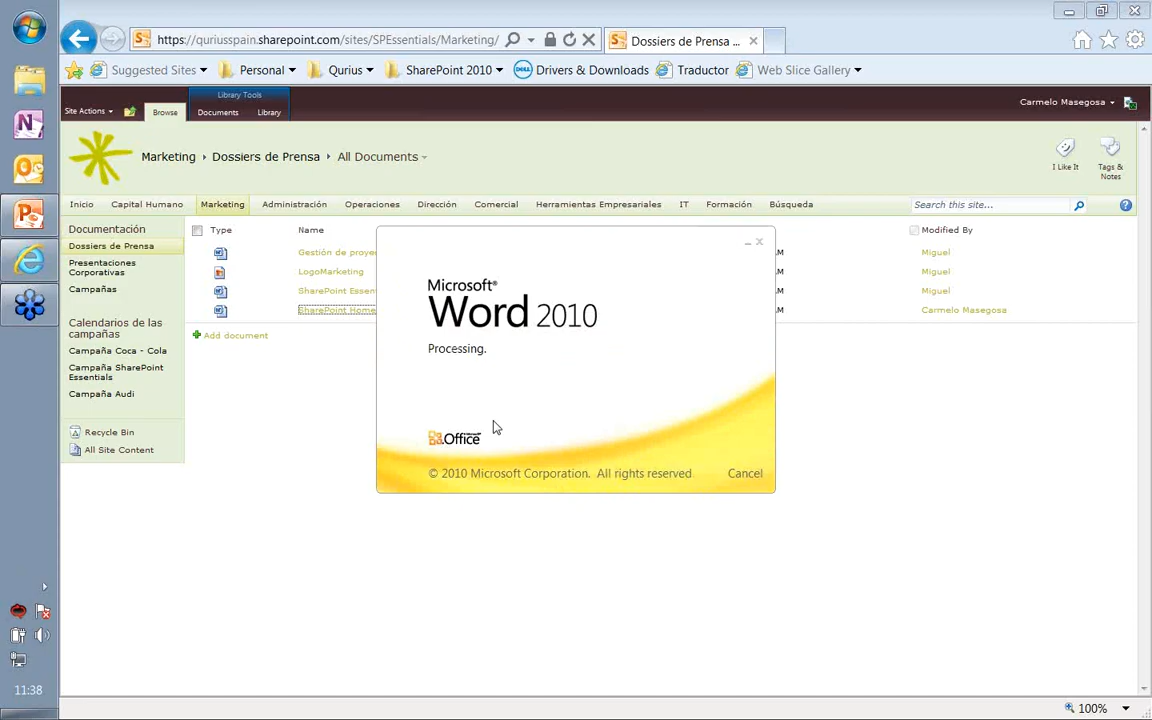 https://quriusspain.sharepoint.com/sites/SPEssentials/Marketing/
Dossiers de Prensa ...
Suggested Sites
Personal
Qurius
SharePoint 2010
Drivers & Downloads
Traductor
Web Slice Gallery
Library Tools
Site Actions
Browse
Documents
Library
Carmelo Masegosa
Marketing
Dossiers de Prensa
All Documents
I Like It
Tags &
Notes
Inicio
Capital Humano
Marketing
Administración
Operaciones
Dirección
Comercial
Herramientas Empresariales
IT
Formación
Búsqueda
Search this site...
Documentación
Dossiers de Prensa
Presentaciones
Corporativas
Campañas
Calendarios de las
campañas
Campaña Coca - Cola
Campaña SharePoint
Essentials
Campaña Audi
Recycle Bin
All Site Content
Type
Name
Modified By
Gestión de
Miguel
LogoMarketing
Miguel
SharePoint
Miguel
SharePoint Home
Carmelo Masegosa
Add document
Microsoft®
Word 2010
Processing.
Office
© 2010 Microsoft Corporation. All rights reserved
Cancel
11:38
100%